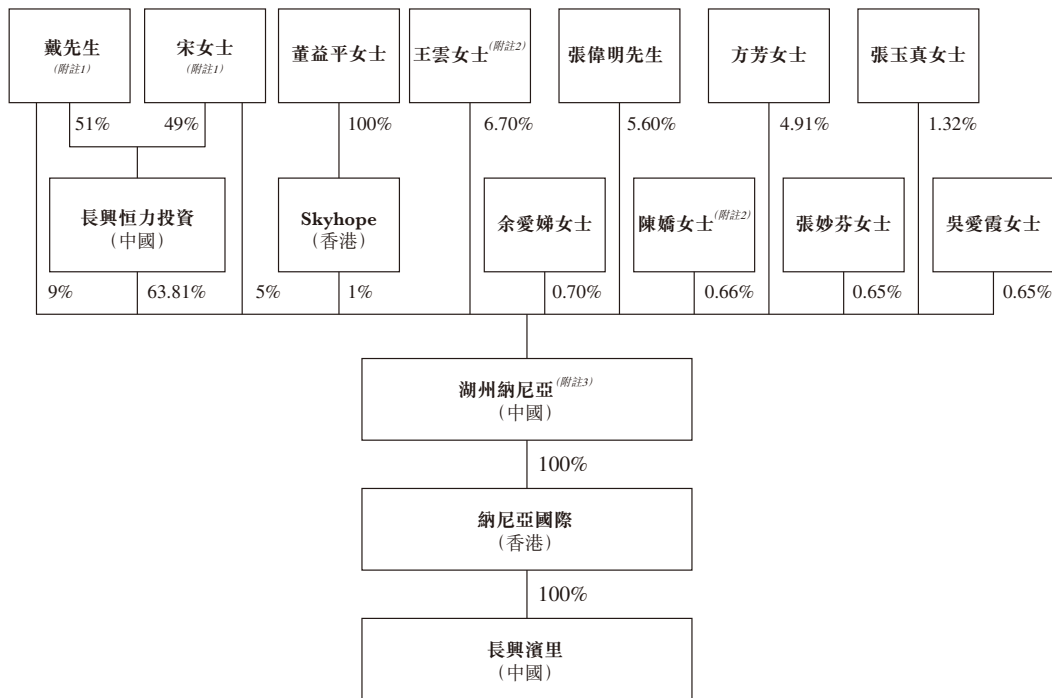 戴先生
(附註1)
宋女士
(附註1)
董益平女士
王雲女士(附註2)
張偉明先生
方芳女士
張玉真女士
51%
49%
100%
6.70%
5.60%
4.91%
1.32%
長興恒力投資
（中國）
Skyhope
（香港）
余愛娣女士
陳嬌女士(附註2)
張妙芬女士
吳愛霞女士
9%
63.81%
5%
1%
0.70%
0.66%
0.65%
0.65%
湖州納尼亞(附註3)
（中國）
100%
納尼亞國際
（香港）
100%
長興濱里
（中國）